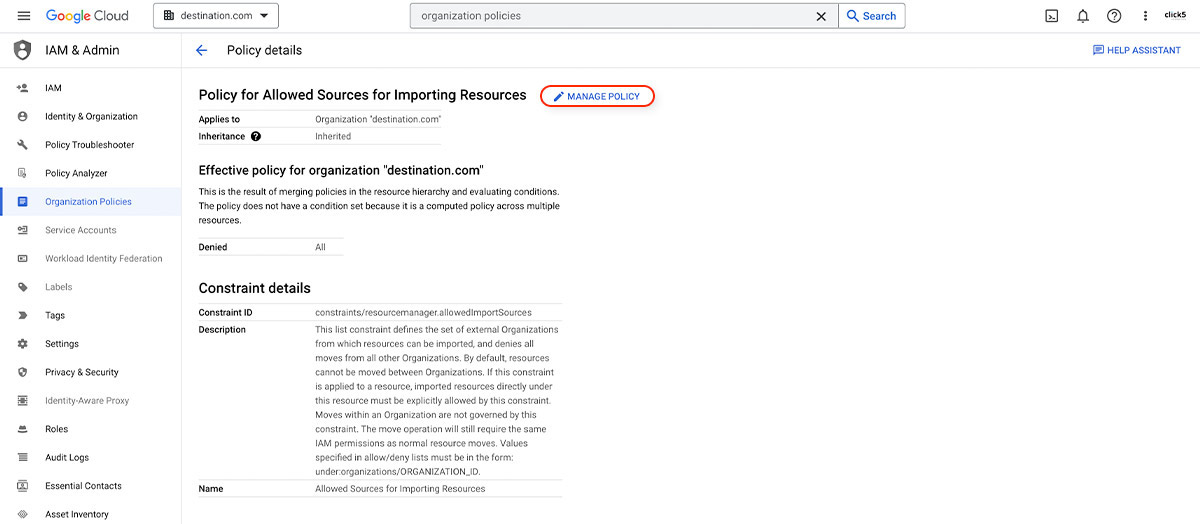 Google Cloud
destination.com
organization policies
Search
click5
IAM & Admin
Policy details
HELP ASSISTANT
IAM
Identity & Organization
Policy Troubleshooter
Policy Analyzer
Organization Policies
Service Accounts
Workload Identity Federation
Labels
Tags
Settings
Privacy & Security
Identity-Aware Proxy
Roles
Audit Logs
Essential Contacts
Asset Inventory
Policy for Allowed Sources for Importing Resources
MANAGE POLICY
Applies to Organization "destination.com"
Inheritance Inherited
Effective policy for organization "destination.com"
This is the result of merging policies in the resource hierarchy and evaluating conditions.
The policy does not have a condition set because it is a computed policy across multiple
resources.
Denied All
Constraint details
Constraint ID constraints/resourcemanager.allowedImportSources
Description This list constraint defines the set of external Organizations
from which resources can be imported, and denies all
moves from all other Organizations. By default, resources
cannot be moved between Organizations. If this constraint
is applied to a resource, imported resources directly under
this resource must be explicitly allowed by this constraint.
Moves within an Organization are not governed by this
constraint. The move operation will still require the same
IAM permissions as normal resource moves. Values
specified in allow/deny lists must be in the form:
under:organizations/ORGANIZATION_ID.
Name Allowed Sources for Importing Resources